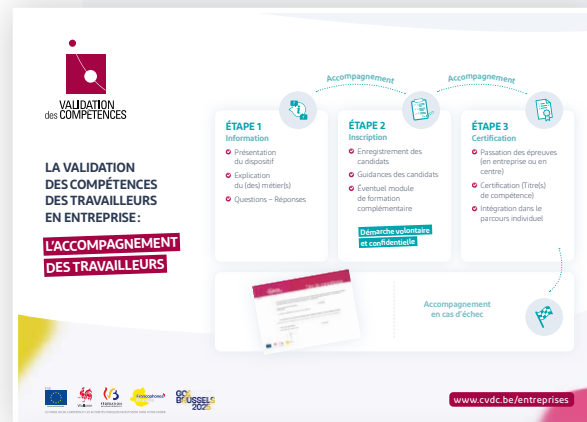 VALIDATION
des COMPÉTENCES
LA VALIDATION
DES COMPÉTENCES
DES TRAVAILLEURS
EN ENTREPRISE :
L'ACCOMPAGNEMENT
DES TRAVAILLEURS
Accompagnement
Accompagnement
ÉTAPE 1
Information
Présentation
du dispositif
Explication
du (des) métier(s)
Questions – Réponses
ÉTAPE 2
Inscription
Enregistrement des
candidats
Guidances des candidats
Éventuel module
de formation
complémentaire
Démarche volontaire
et confidentielle
ÉTAPE 3
Certification
Passation des épreuves
(en entreprise ou en
centre)
Certification (Titre(s)
de compétence)
Intégration dans le
parcours individuel
Accompagnement
en cas d'échec
Wallonie
francophones
BRUSSELS
www.cvdc.be/entreprises